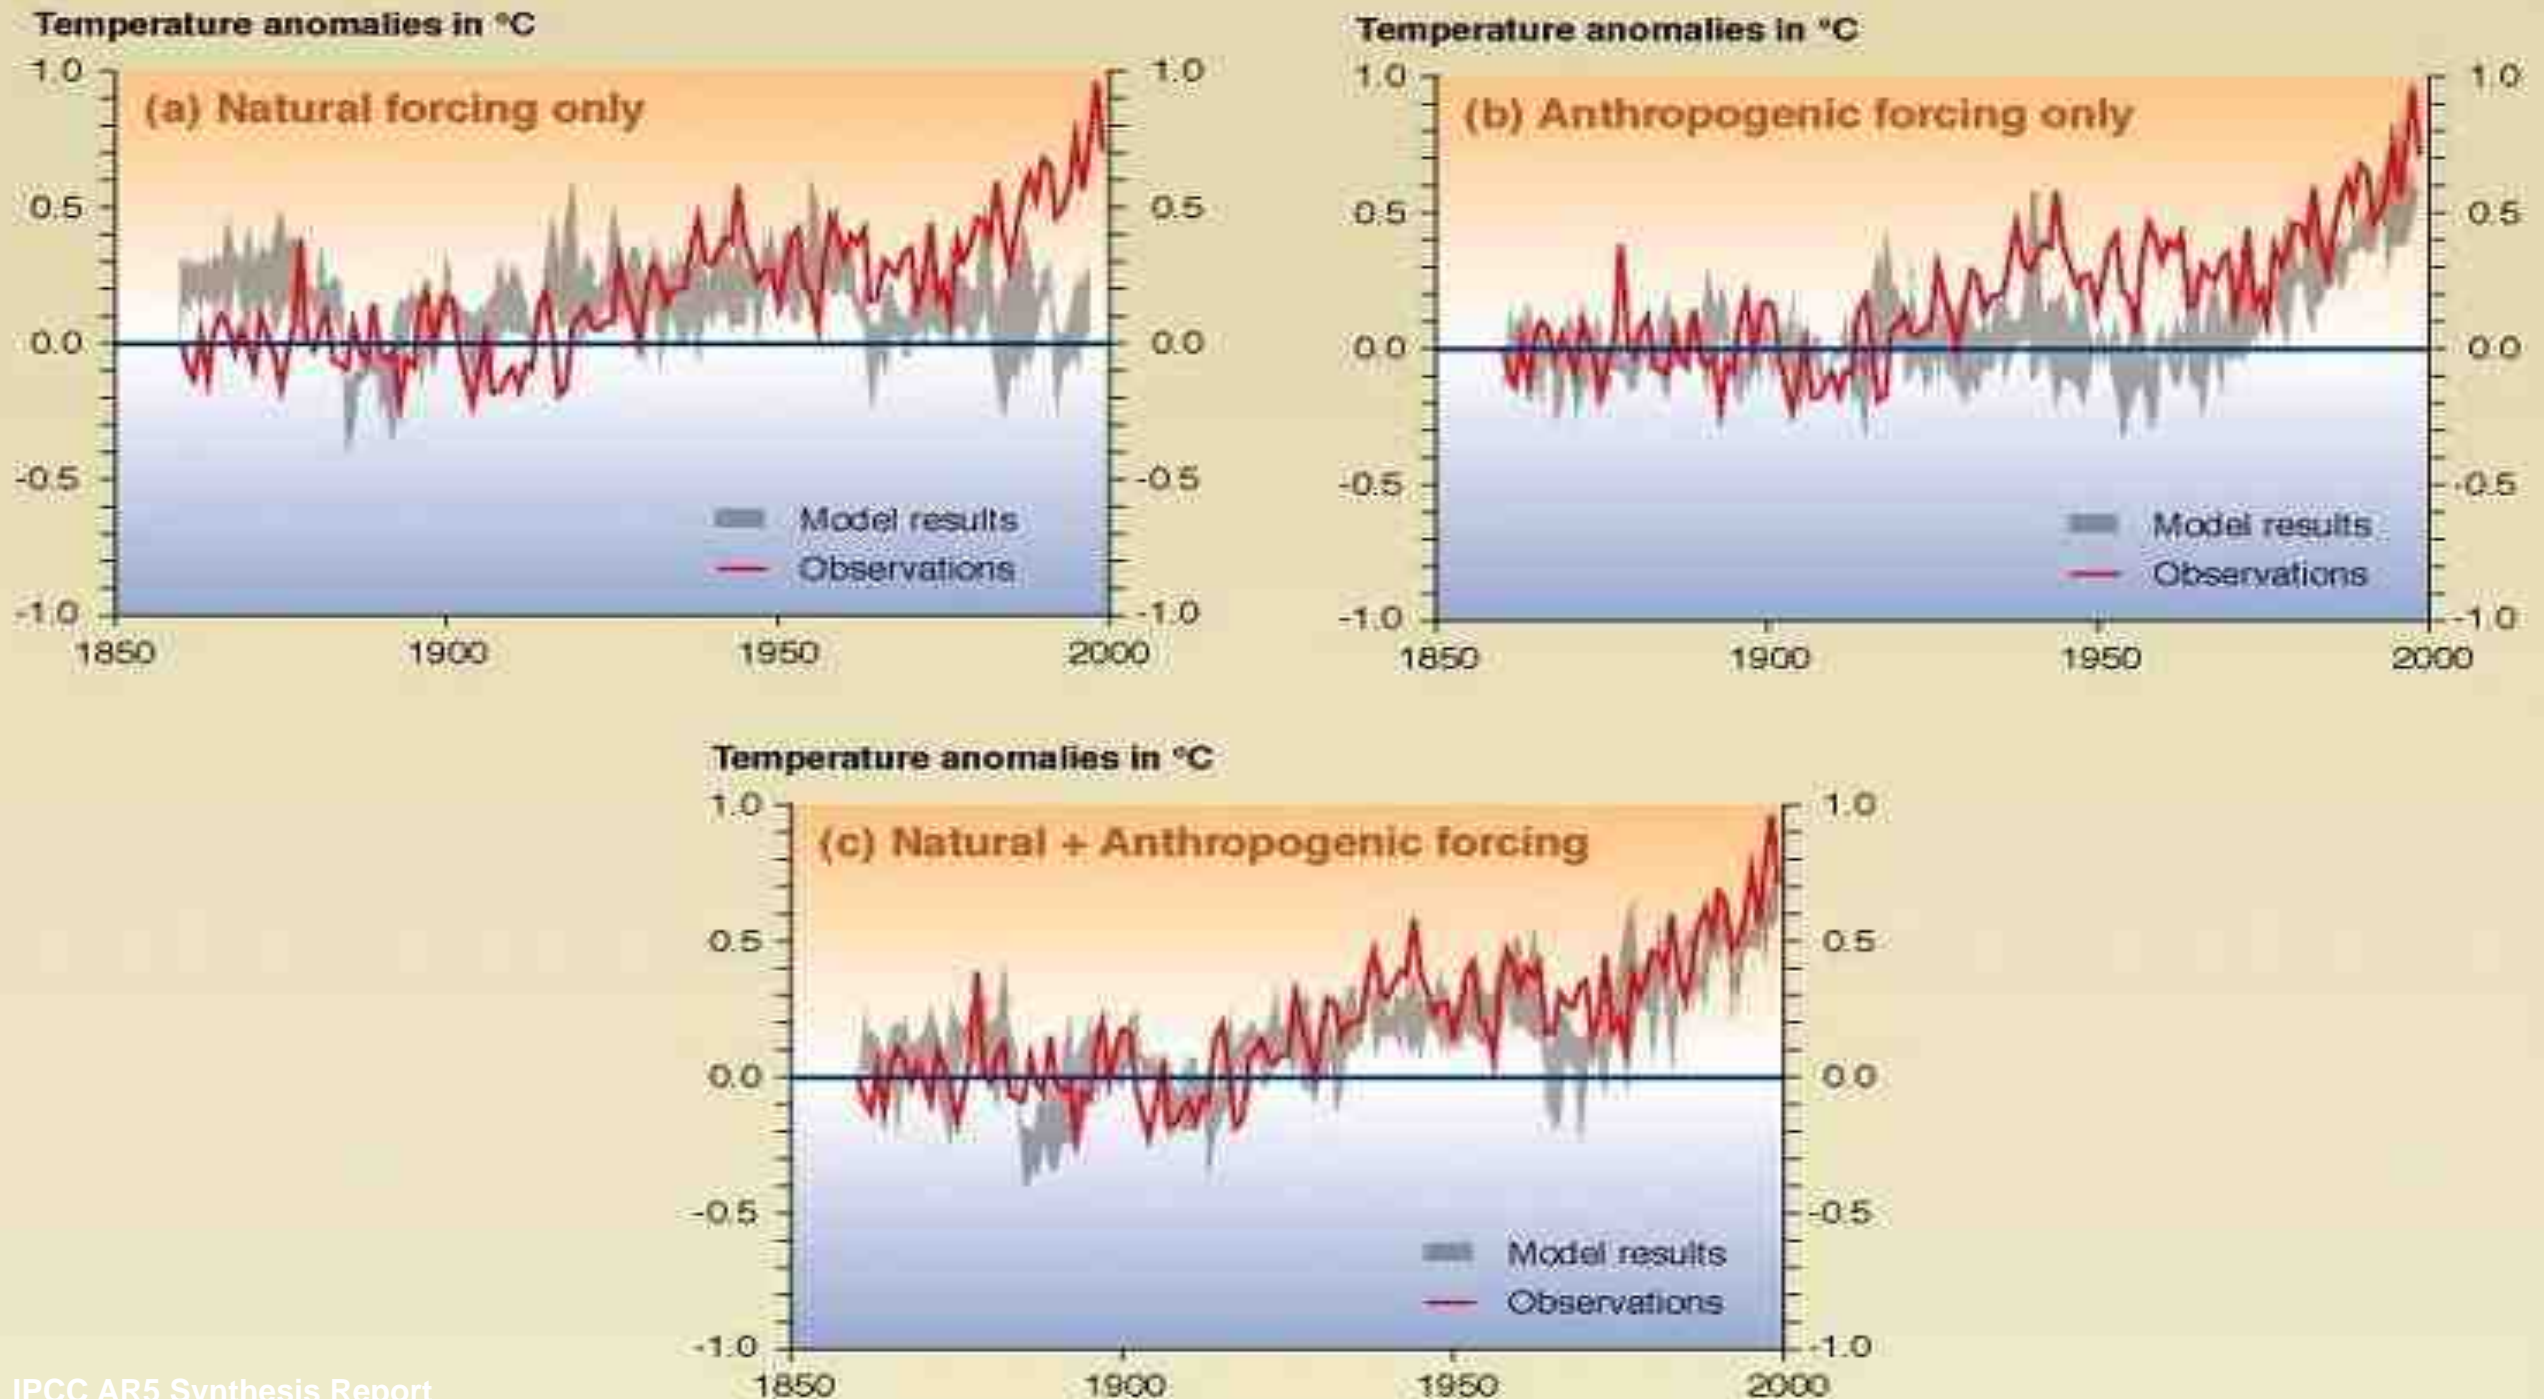 Temperature anomalies in °C
1.0
0.5
0.0
-0.5
-1.0
(a) Natural forcing only
Model results
Observations
1.0
0.5
0.0
-0.5
-1.0
1850 1900 1950 2000
Temperature anomalies in °C
1.0
0.5
0.0
-0.5
-1.0
(b) Anthropogenic forcing only
Model results
Observations
1.0
0.5
0.0
-0.5
-1.0
1850 1900 1950 2000
Temperature anomalies in °C
1.0
0.5
0.0
-0.5
-1.0
(c) Natural + Anthropogenic forcing
Model results
Observations
1.0
0.5
0.0
-0.5
-1.0
1850 1900 1950 2000
IPCC AR5 Synthesis Report